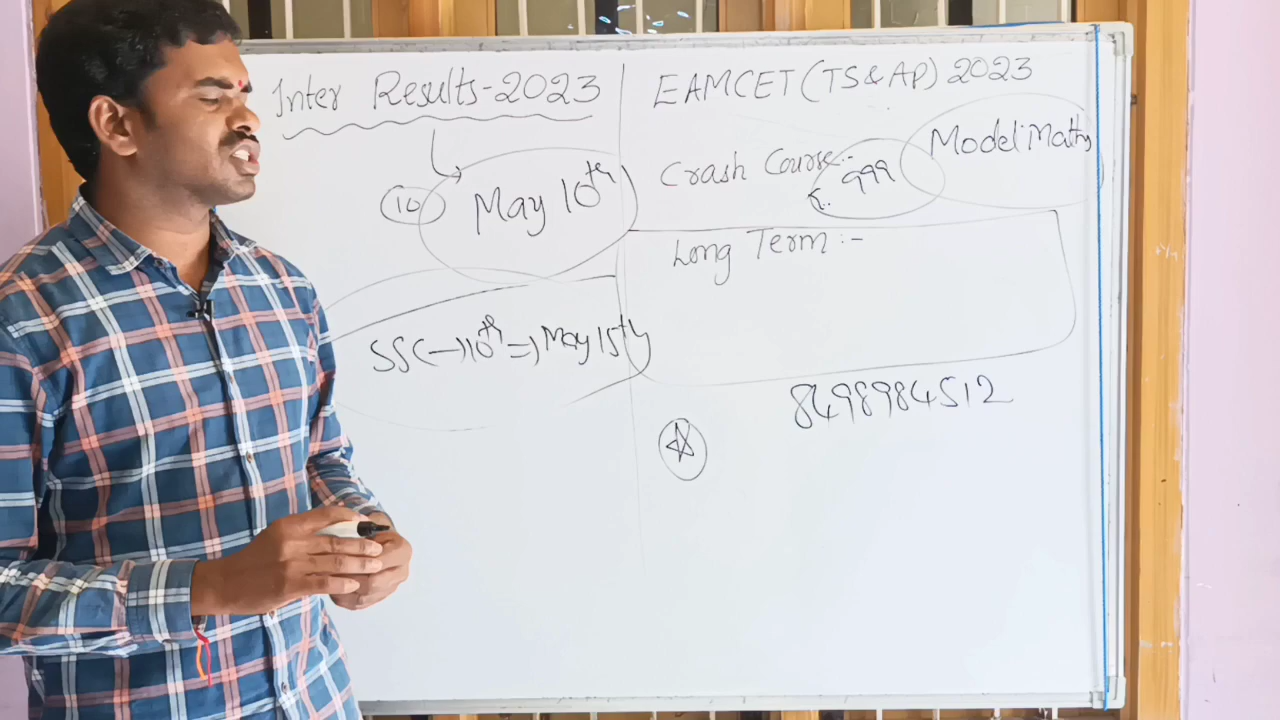 Inter Results-2023
10 May 10th
SSC→10th⇒May 15th
EAMCET (TS & AP) 2023
Model Maths
Crash Course:-
₹. 999
Long Term :-
8498984512